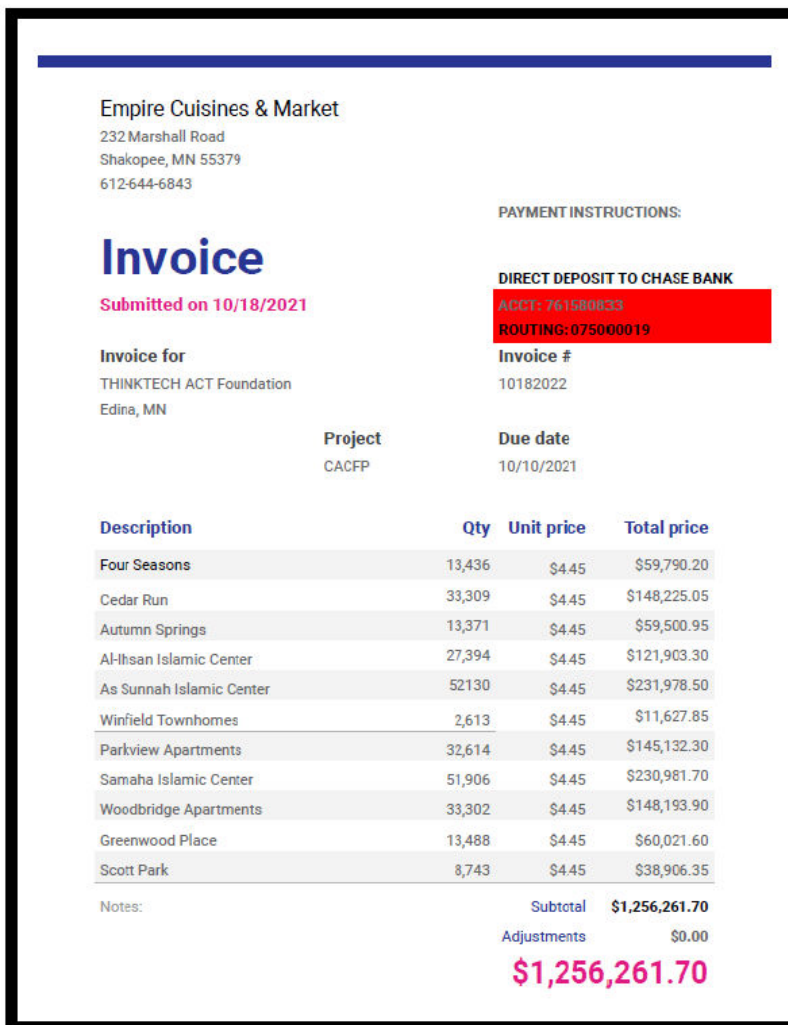 Empire Cuisines & Market
232 Marshall Road
Shakopee, MN 55379
612-644-6843
PAYMENT INSTRUCTIONS:
Invoice
DIRECT DEPOSIT TO CHASE BANK
Submitted on 10/18/2021
ACCT: 761580833
ROUTING: 075000019
Invoice for
Invoice #
THINKTECH ACT Foundation
10182022
Edina, MN
Project
Due date
CACFP
10/10/2021
Description Qty Unit price Total price
Four Seasons 13,436 $4.45 $59,790.20
Cedar Run 33,309 $4.45 $148,225.05
Autumn Springs 13,371 $4.45 $59,500.95
Al-Ihsan Islamic Center 27,394 $4.45 $121,903.30
As Sunnah Islamic Center 52130 $4.45 $231,978.50
Winfield Townhomes 2,613 $4.45 $11,627.85
Parkview Apartments 32,614 $4.45 $145,132.30
Samaha Islamic Center 51,906 $4.45 $230,981.70
Woodbridge Apartments 33,302 $4.45 $148,193.90
Greenwood Place 13,488 $4.45 $60,021.60
Scott Park 8,743 $4.45 $38,906.35
Notes: Subtotal $1,256,261.70
Adjustments $0.00
$1,256,261.70